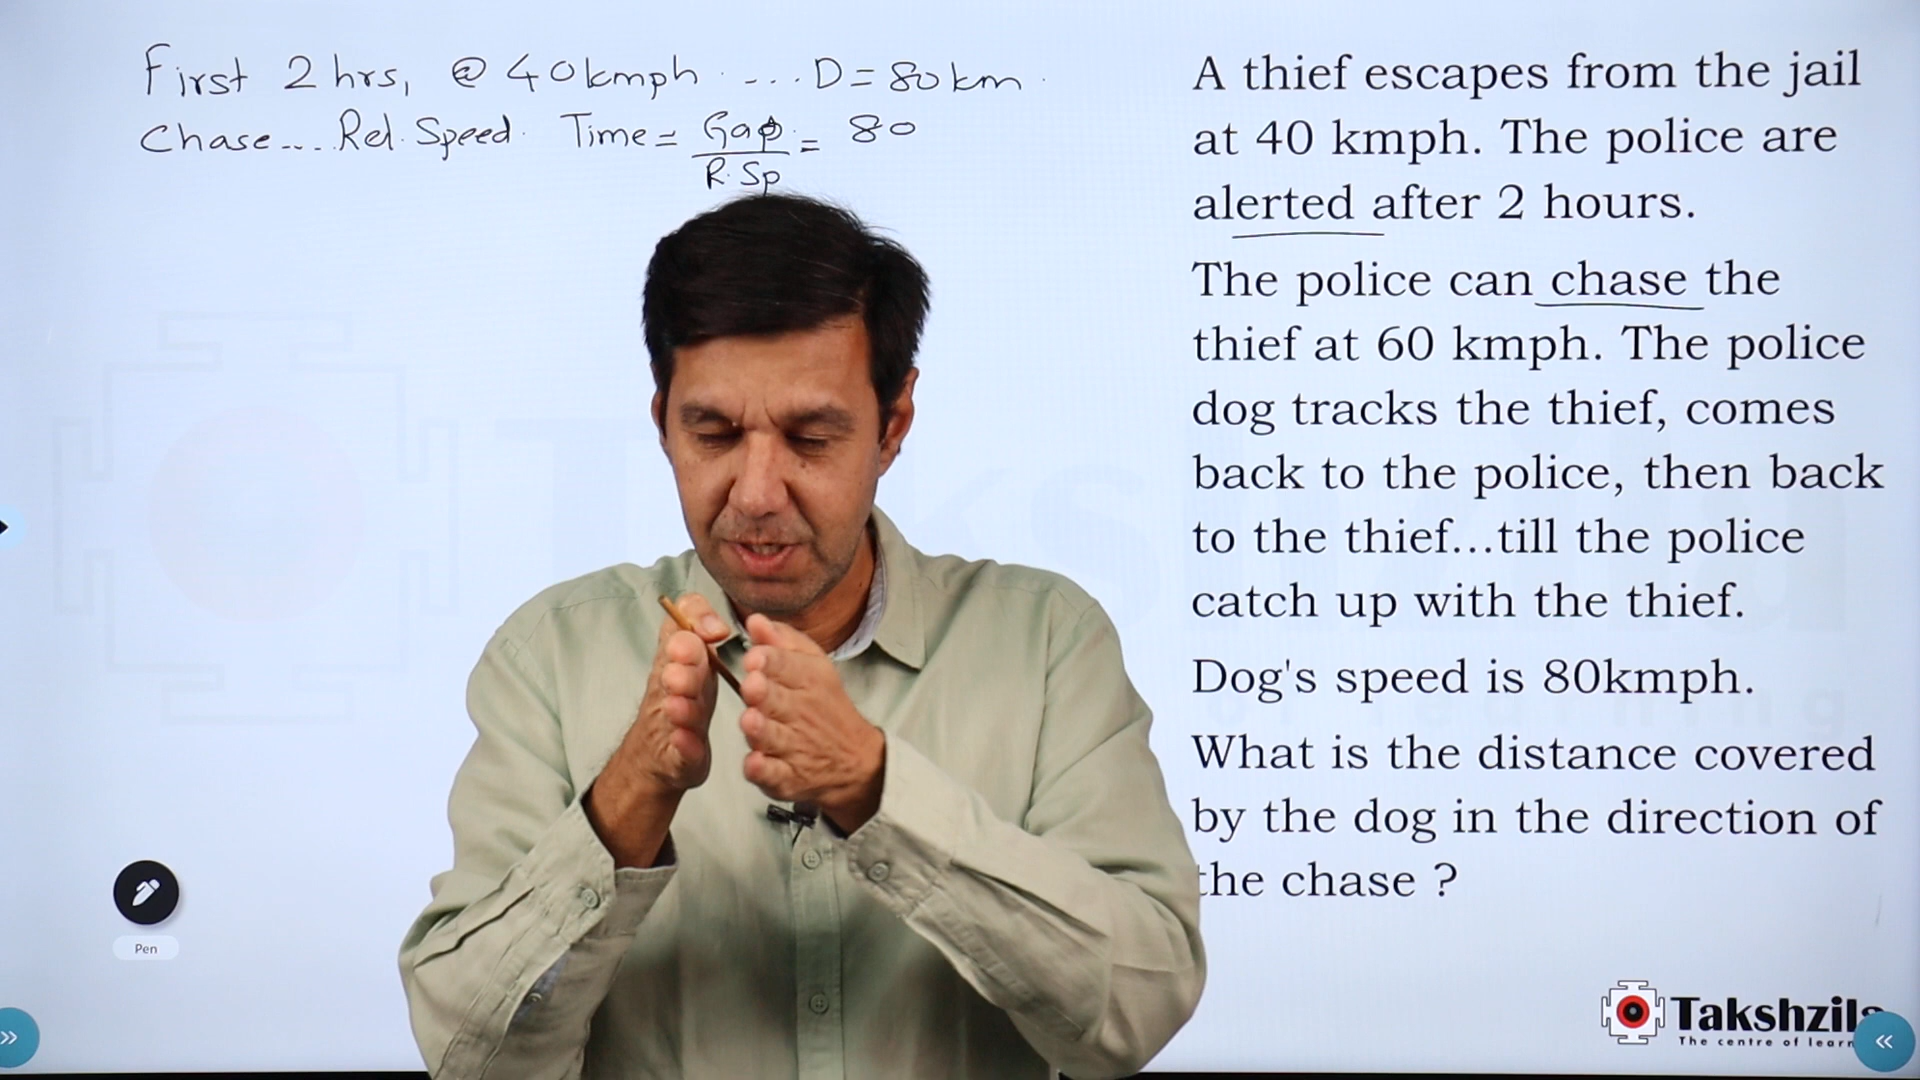 First 2 hrs, @ 40kmph ... D = 80 km.
Chase.... Rel. Speed. Time = Gap / R. Sp = 80
A thief escapes from the jail
at 40 kmph. The police are
alerted after 2 hours.
The police can chase the
thief at 60 kmph. The police
dog tracks the thief, comes
back to the police, then back
to the thief...till the police
catch up with the thief.
Dog's speed is 80kmph.
What is the distance covered
by the dog in the direction of
the chase ?
Pen
Takshzila
The centre of learn